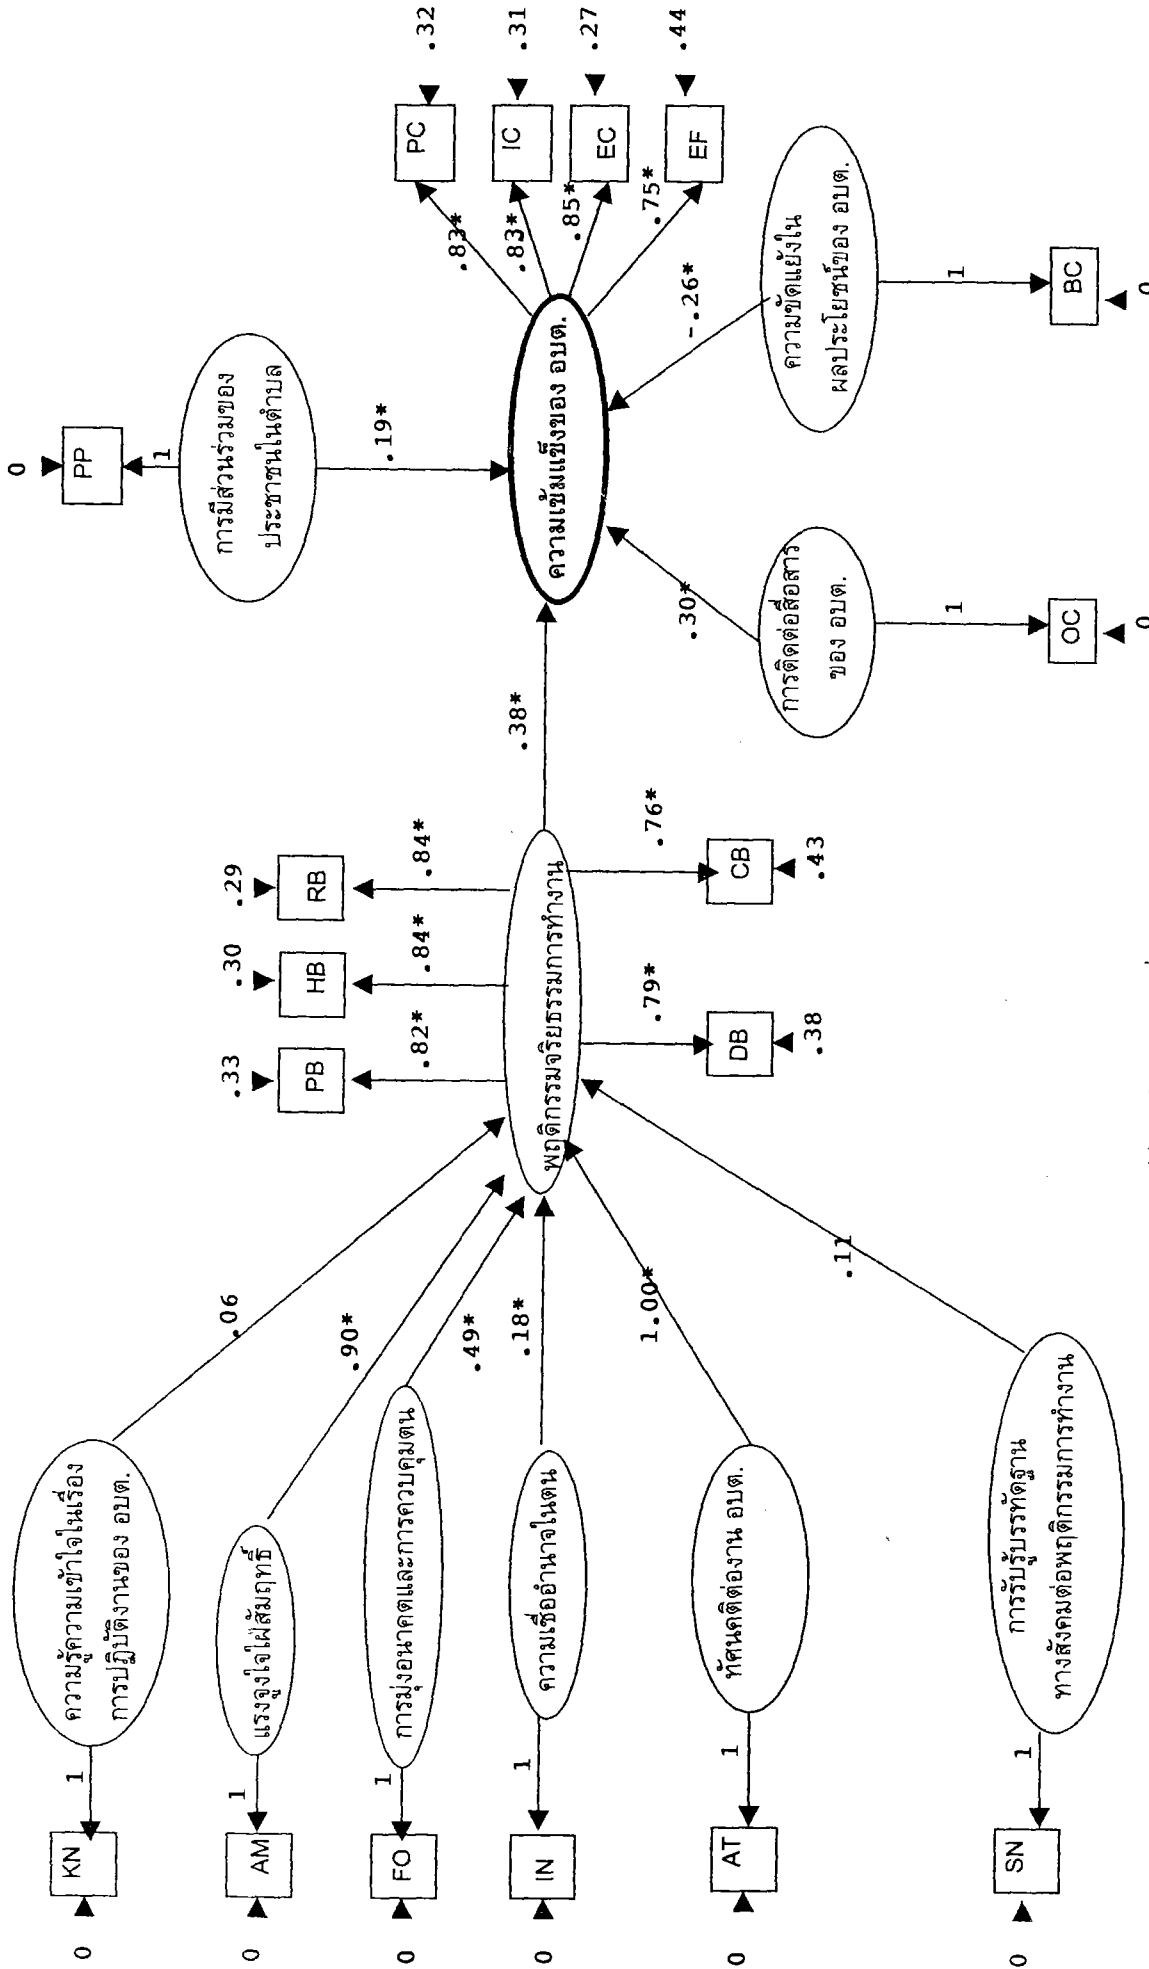 KN
0
1
ความรู้ความเข้าใจในเรื่อง
การปฏิบัติงานของ อบต.
.06
AM
0
1
แรงจูงใจใฝ่สัมฤทธิ์
.90*
FO
0
1
การมุ่งอนาคตและการควบคุมตน
.49*
IN
0
1
ความเชื่ออำนาจในตน
.18*
AT
0
1
ทัศนคติต่องาน อบต.
1.00*
SN
0
1
การรับรู้บรรทัดฐาน
ทางสังคมต่อพฤติกรรมการทำงาน
.11
พฤติกรรมจริยธรรมการทำงาน
.33
PB
.82*
.30
HB
.84*
.29
RB
.84*
.79*
DB
.38
.76*
CB
.43
.38*
0
PP
1
การมีส่วนร่วมของ
ประชาชนในตำบล
.19*
ความเข้มแข็งของ อบต.
.30*
การติดต่อสื่อสาร
ของ อบต.
1
OC
0
-.26*
ความขัดแย้งใน
ผลประโยชน์ของ อบต.
1
BC
0
.83*
PC
.32
.83*
IC
.31
.85*
EC
.27
.75*
EF
.44